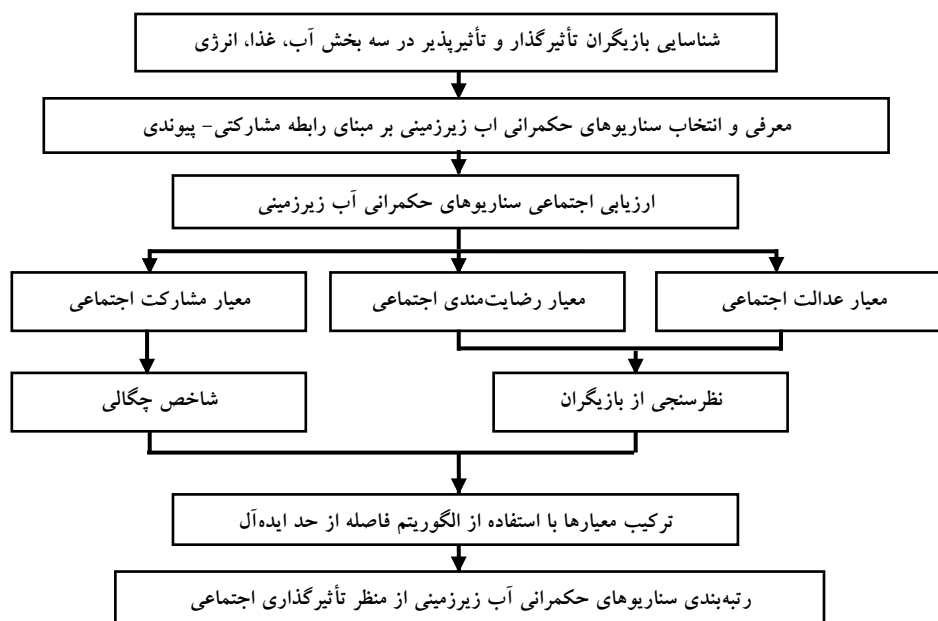 شناسایی بازیگران تأثیرگذار و تأثیرپذیر در سه بخش آب، غذا، انرژی
معرفی و انتخاب سناریوهای حکمرانی اب زیرزمینی بر مبنای رابطه مشارکتی- پیوندی
ارزیابی اجتماعی سناریوهای حکمرانی آب زیرزمینی
معیار عدالت اجتماعی
معیار رضایت‌مندی اجتماعی
معیار مشارکت اجتماعی
نظرسنجی از بازیگران
شاخص چگالی
ترکیب معیارها با استفاده از الگوریتم فاصله از حد ایده‌آل
رتبه‌بندی سناریوهای حکمرانی آب زیرزمینی از منظر تأثیرگذاری اجتماعی